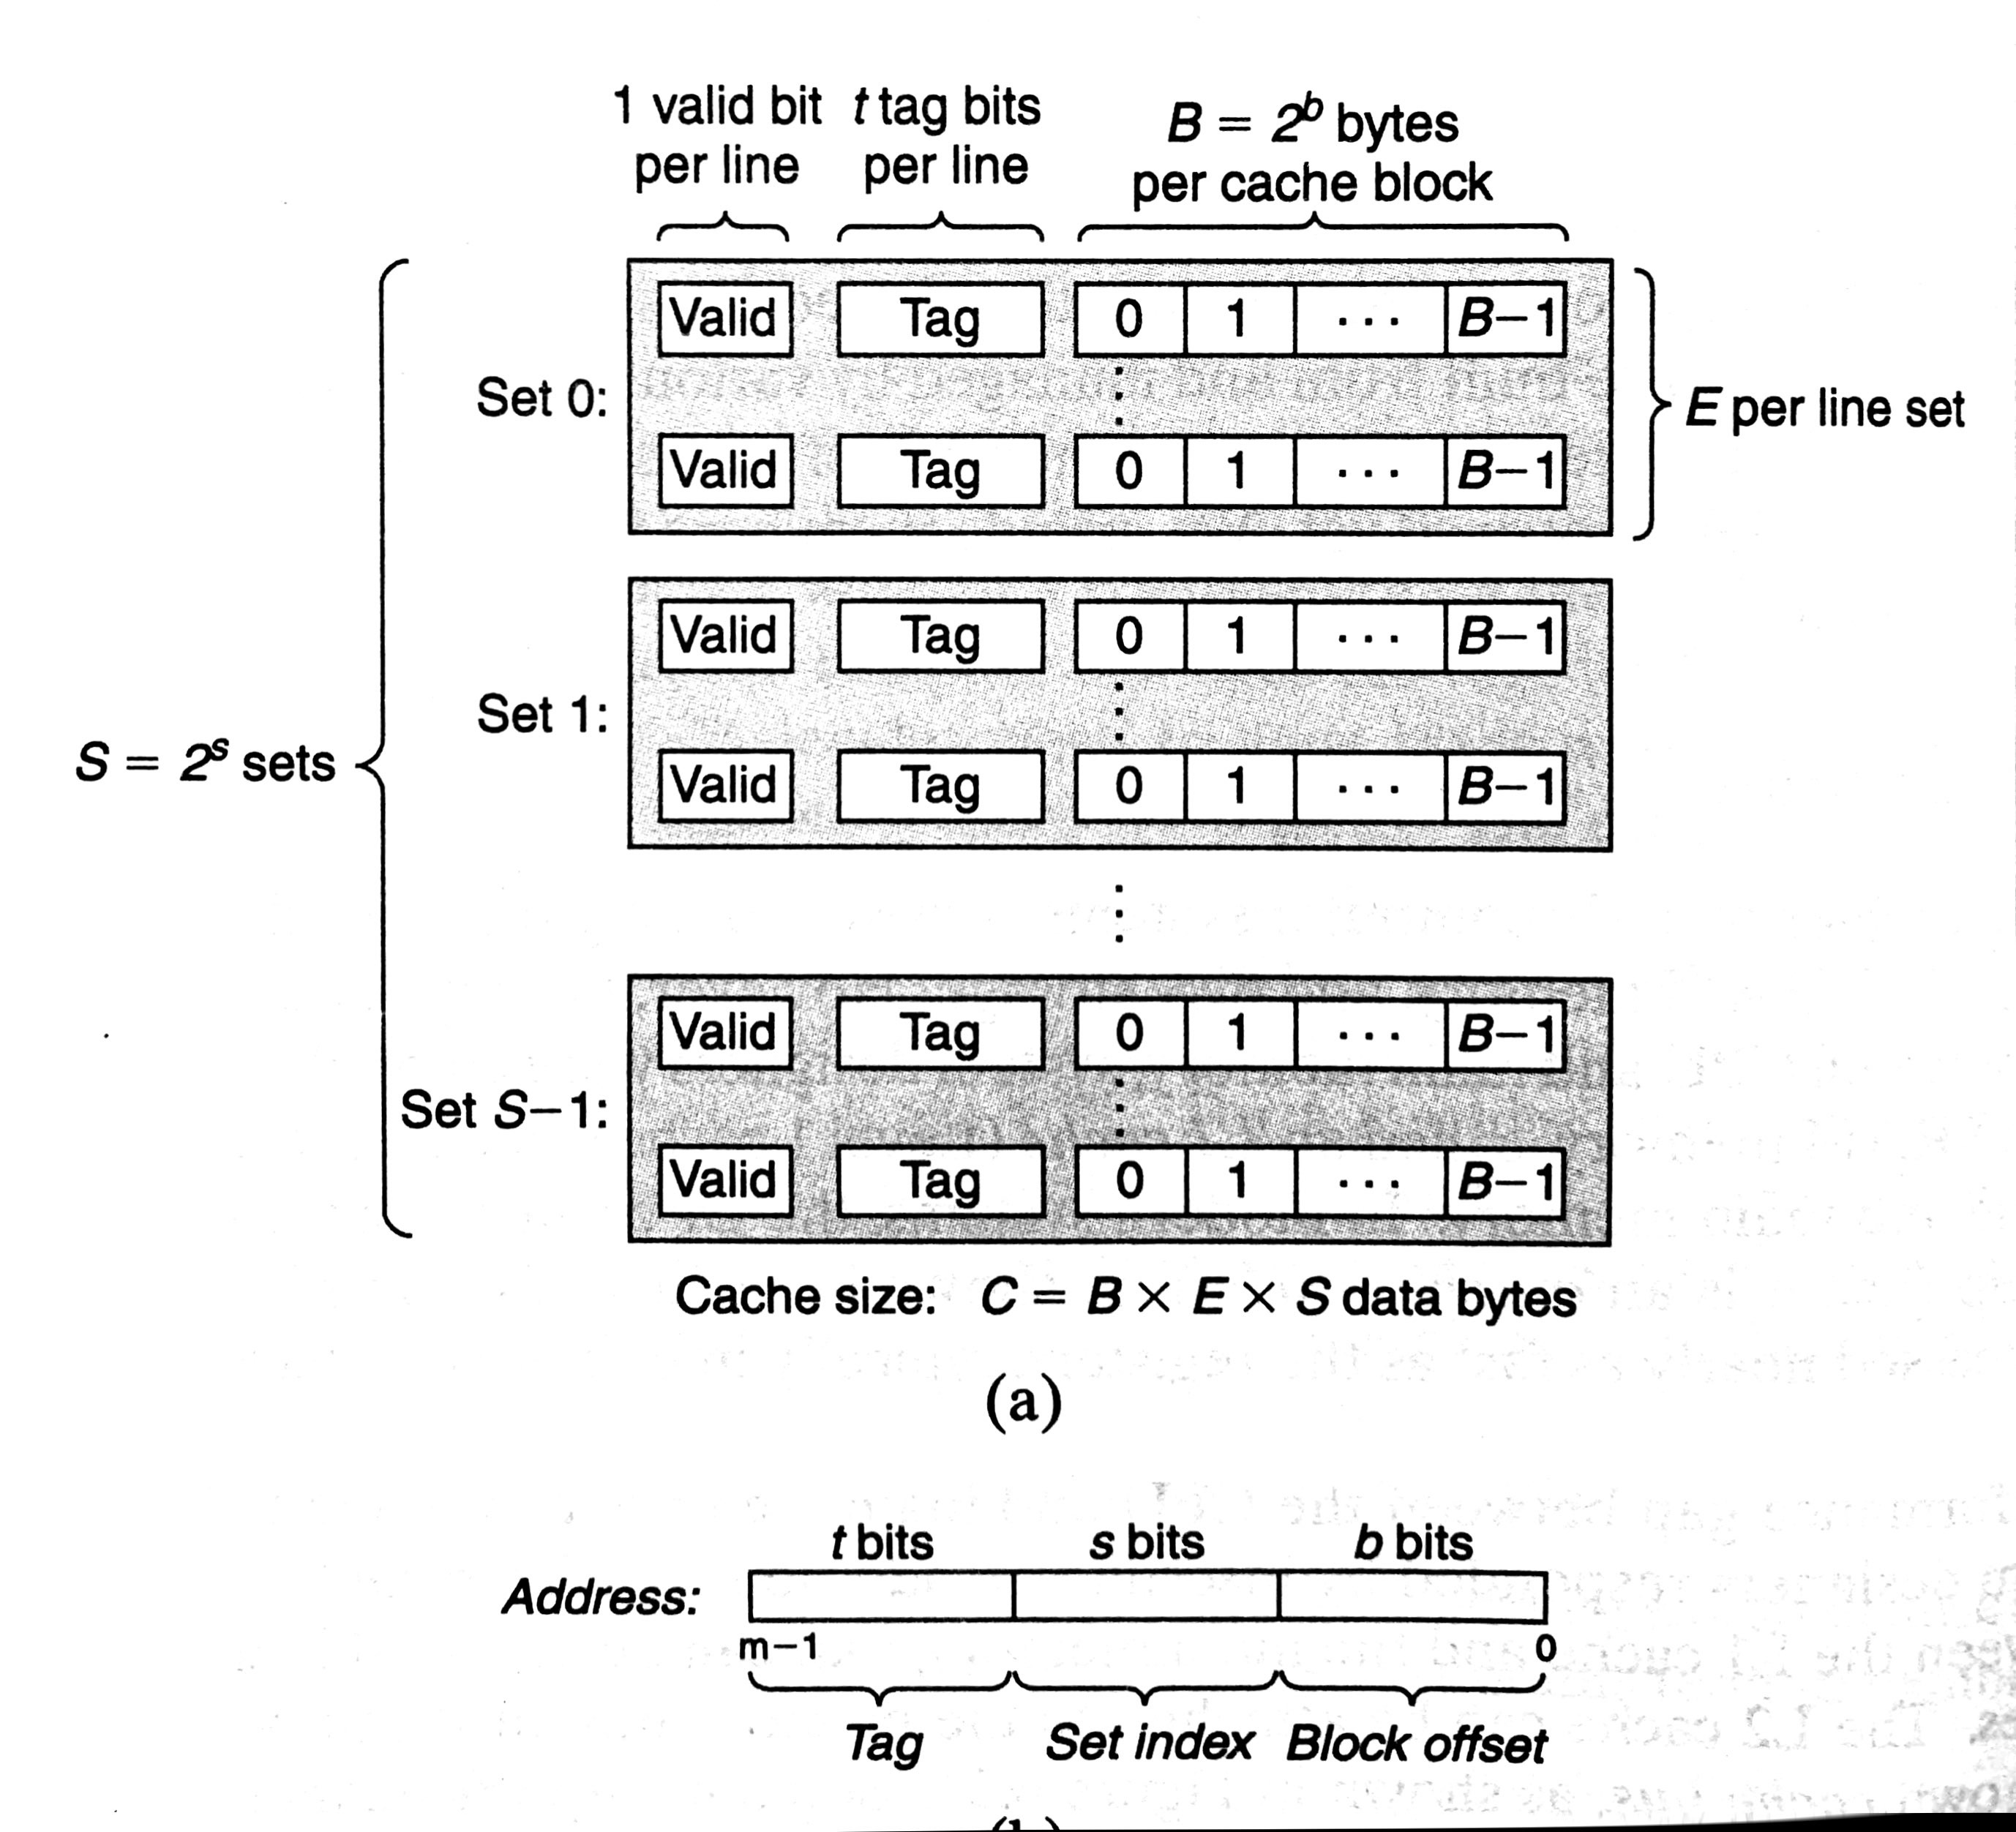 1 valid bit per line
t tag bits per line
B = 2^b bytes per cache block
Set 0:
Valid Tag 0 1 ··· B−1
Valid Tag 0 1 ··· B−1
E per line set
Set 1:
Valid Tag 0 1 ··· B−1
Valid Tag 0 1 ··· B−1
S = 2^s sets
Set S−1:
Valid Tag 0 1 ··· B−1
Valid Tag 0 1 ··· B−1
Cache size: C = B × E × S data bytes
(a)
t bits s bits b bits
Address:
m−1 0
Tag Set index Block offset